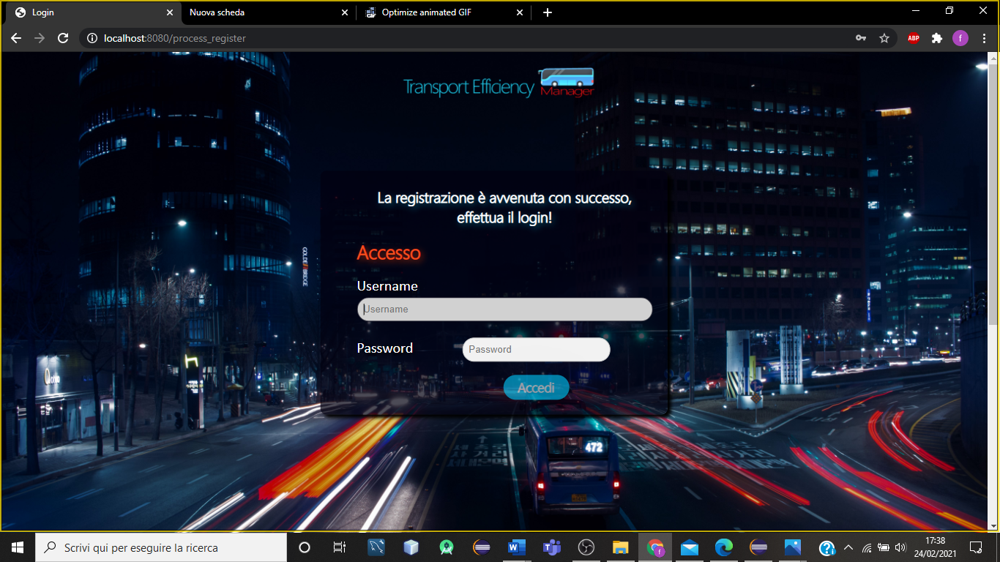 Login
Nuova scheda
Optimize animated GIF
localhost:8080/process_register
ABP
f
Transport Efficiency
Manager
La registrazione è avvenuta con successo,
effettua il login!
Accesso
Username
Username
Password
Password
Accedi
472
Scrivi qui per eseguire la ricerca
17:38
24/02/2021